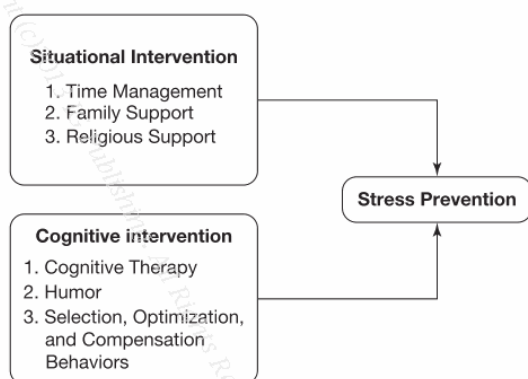 Situational Intervention
1. Time Management
2. Family Support
3. Religious Support
Stress Prevention
Cognitive intervention
1. Cognitive Therapy
2. Humor
3. Selection, Optimization,
and Compensation
Behaviors